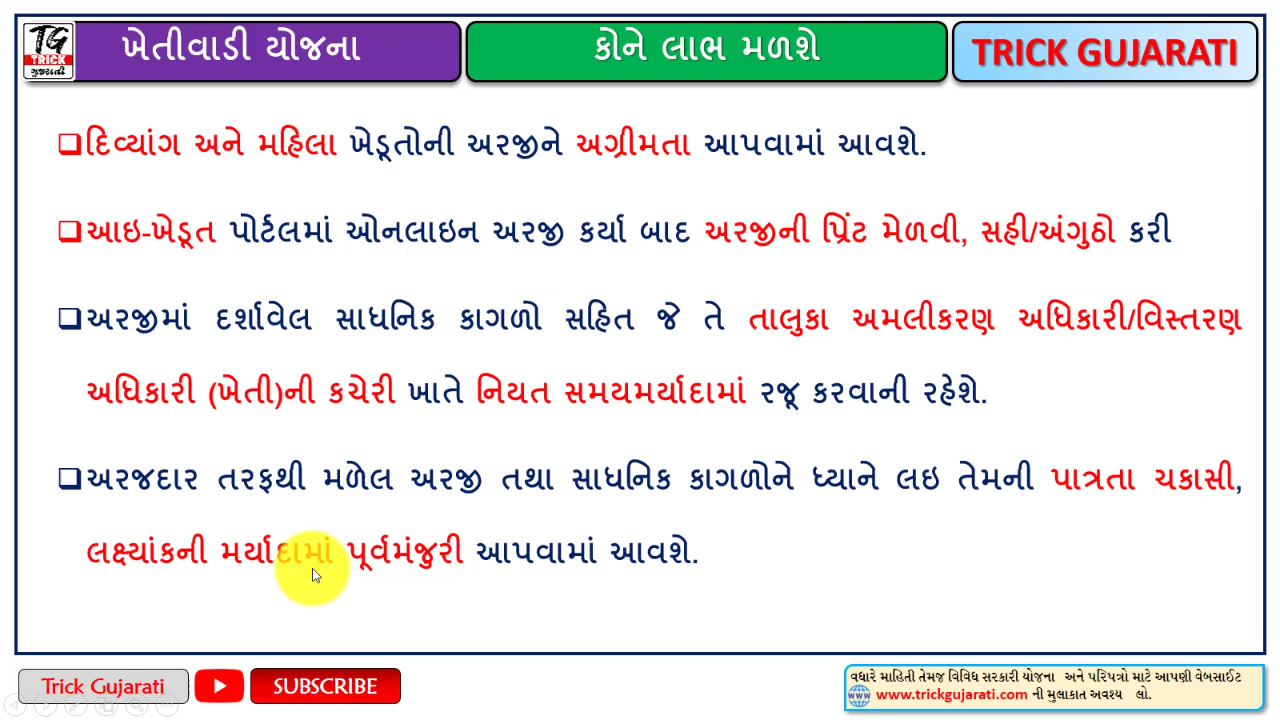 TG
TRICK
ગુજરાતી
ખેતીવાડી યોજના
કોને લાભ મળશે
TRICK GUJARATI
દિવ્યાંગ અને મહિલા ખેડૂતોની અરજીને અગ્રીમતા આપવામાં આવશે.
આઇ-ખેડૂત પોર્ટલમાં ઓનલાઇન અરજી કર્યા બાદ અરજીની પ્રિંટ મેળવી, સહી/અંગુઠો કરી
અરજીમાં દર્શાવેલ સાધનિક કાગળો સહિત જે તે તાલુકા અમલીકરણ અધિકારી/વિસ્તરણ
અધિકારી (ખેતી)ની કચેરી ખાતે નિયત સમયમર્યાદામાં રજૂ કરવાની રહેશે.
અરજદાર તરફથી મળેલ અરજી તથા સાધનિક કાગળોને ધ્યાને લઇ તેમની પાત્રતા ચકાસી,
લક્ષ્યાંકની મર્યાદામાં પૂર્વમંજુરી આપવામાં આવશે.
Trick Gujarati
SUBSCRIBE
વધારે માહિતી તેમજ વિવિધ સરકારી યોજના અને પરિપત્રો માટે આપણી વેબસાઈટ
www.trickgujarati.com ની મુલાકાત અવશ્ય લો.